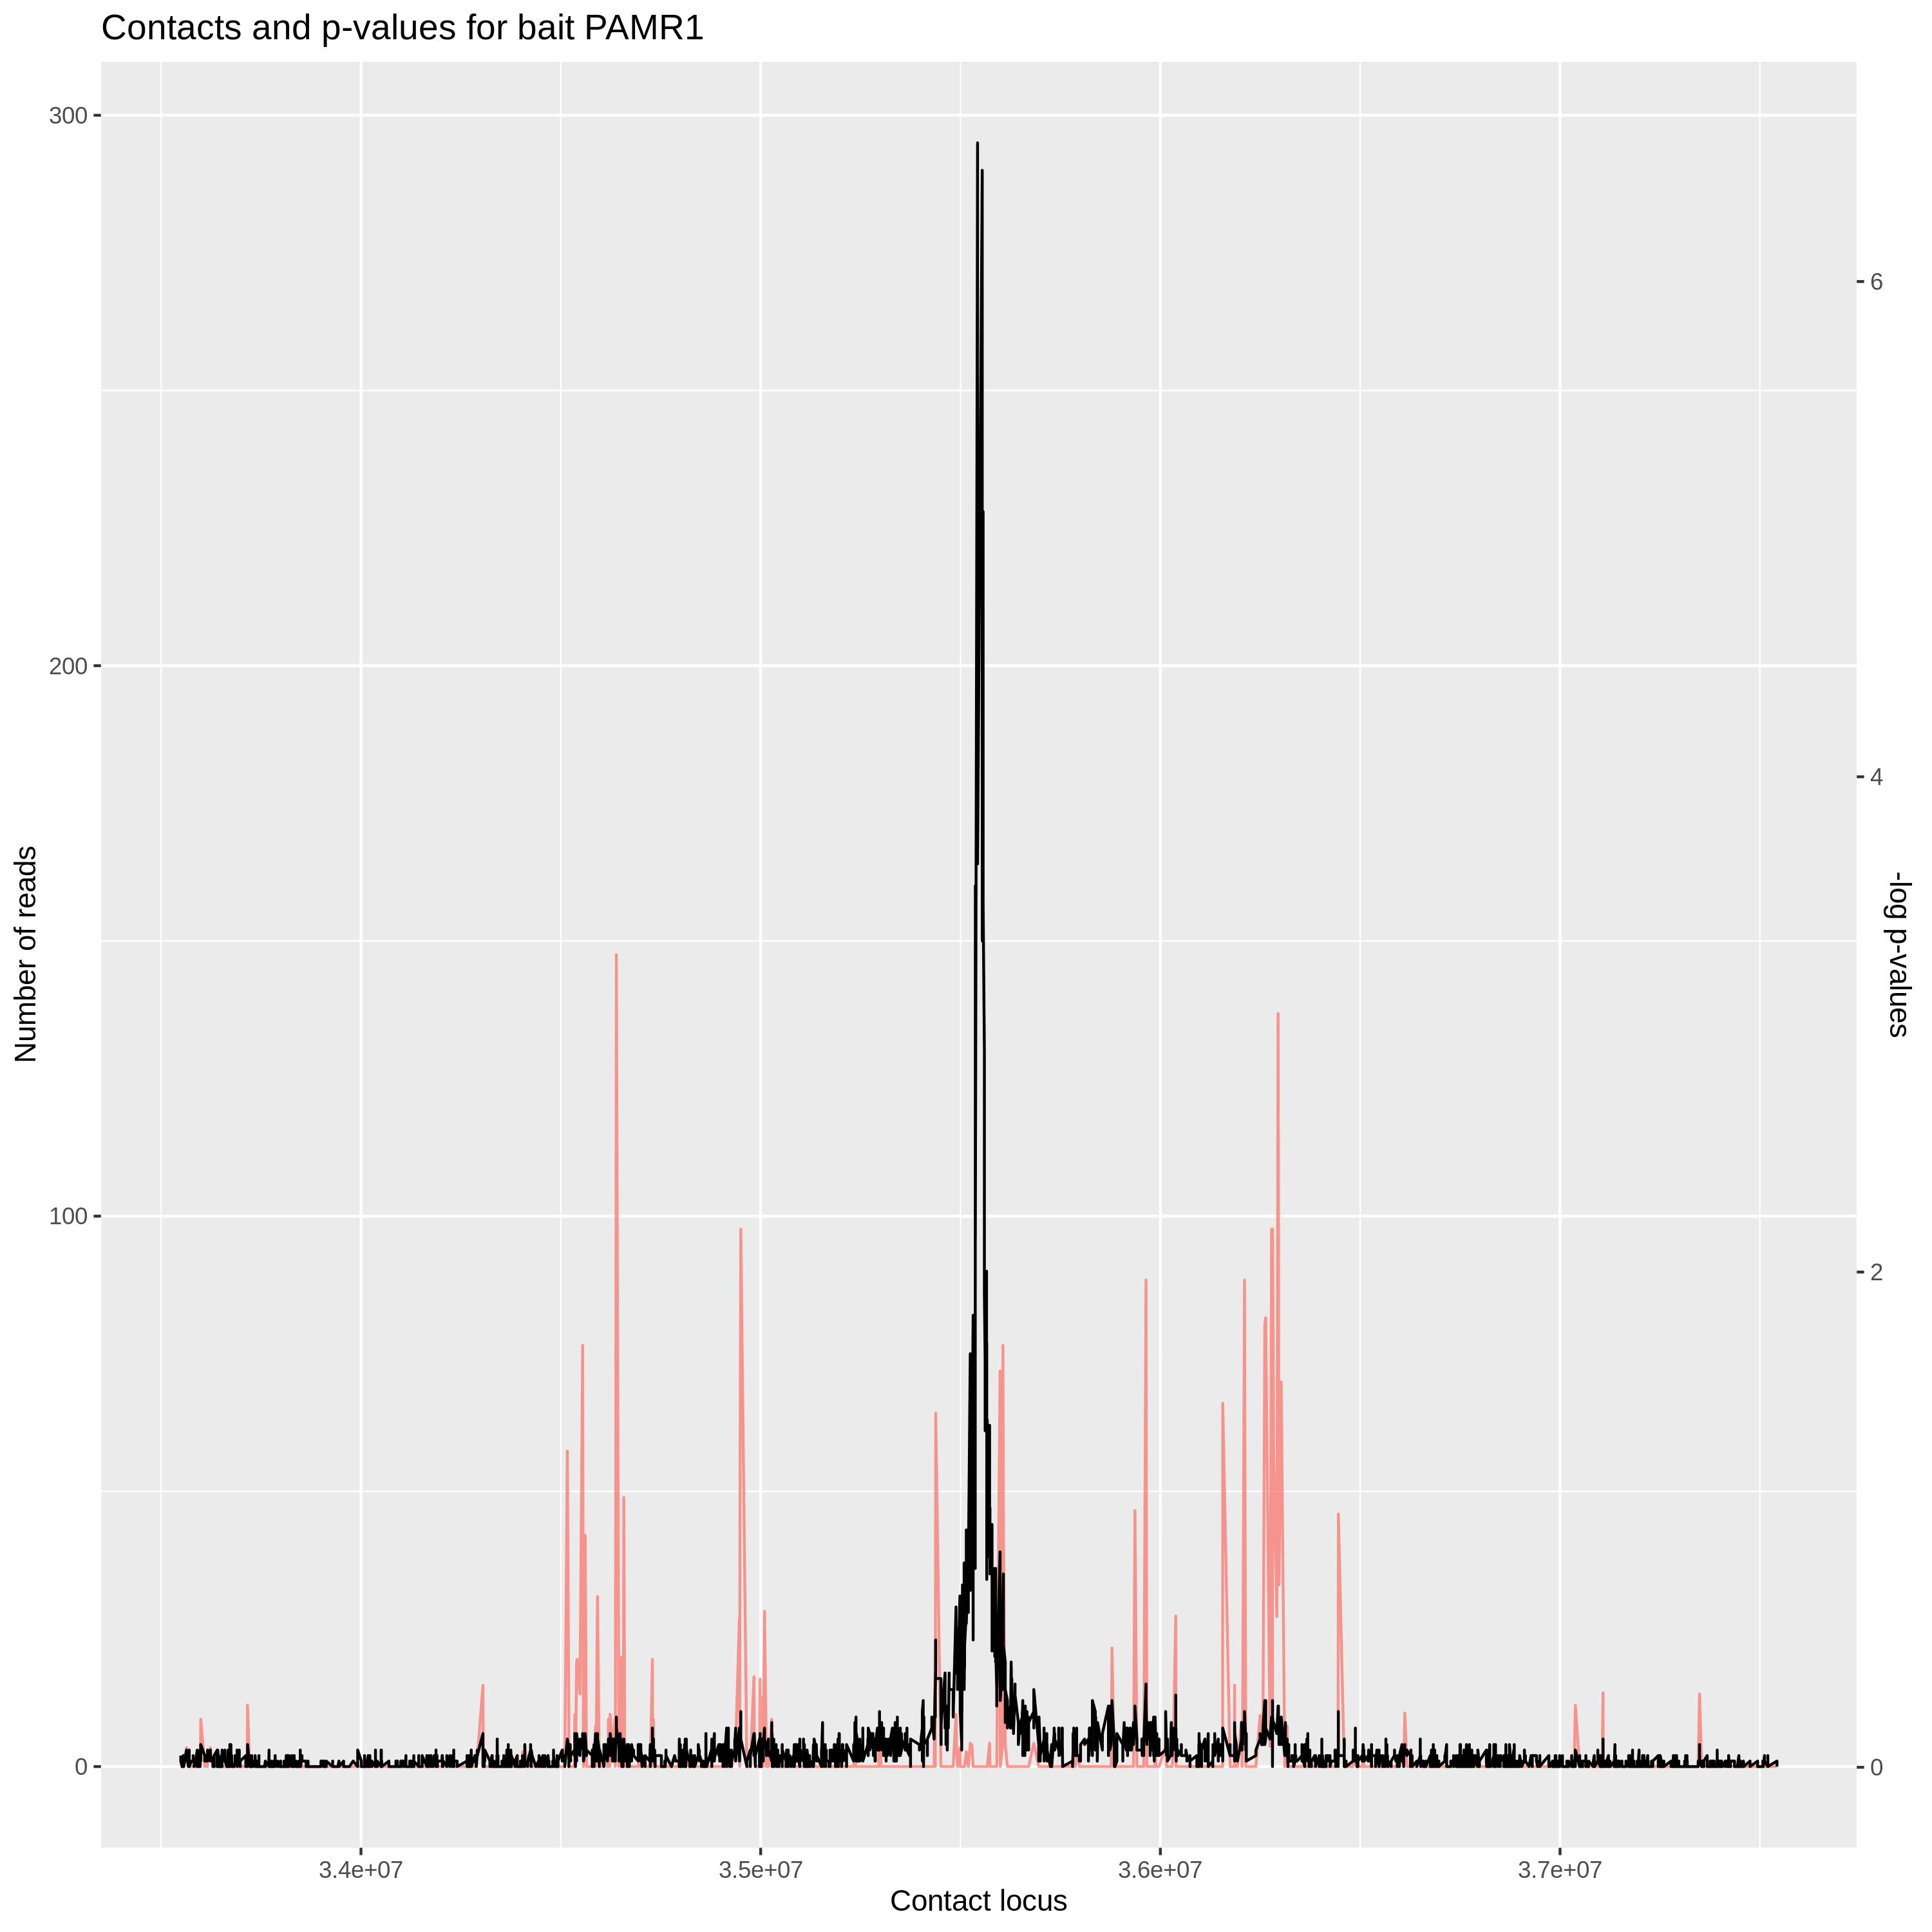 Contacts and p-values for bait PAMR1
300
200
100
0
Number of reads
6
4
2
0
-log p-values
3.4e+07 3.5e+07 3.6e+07 3.7e+07
Contact locus